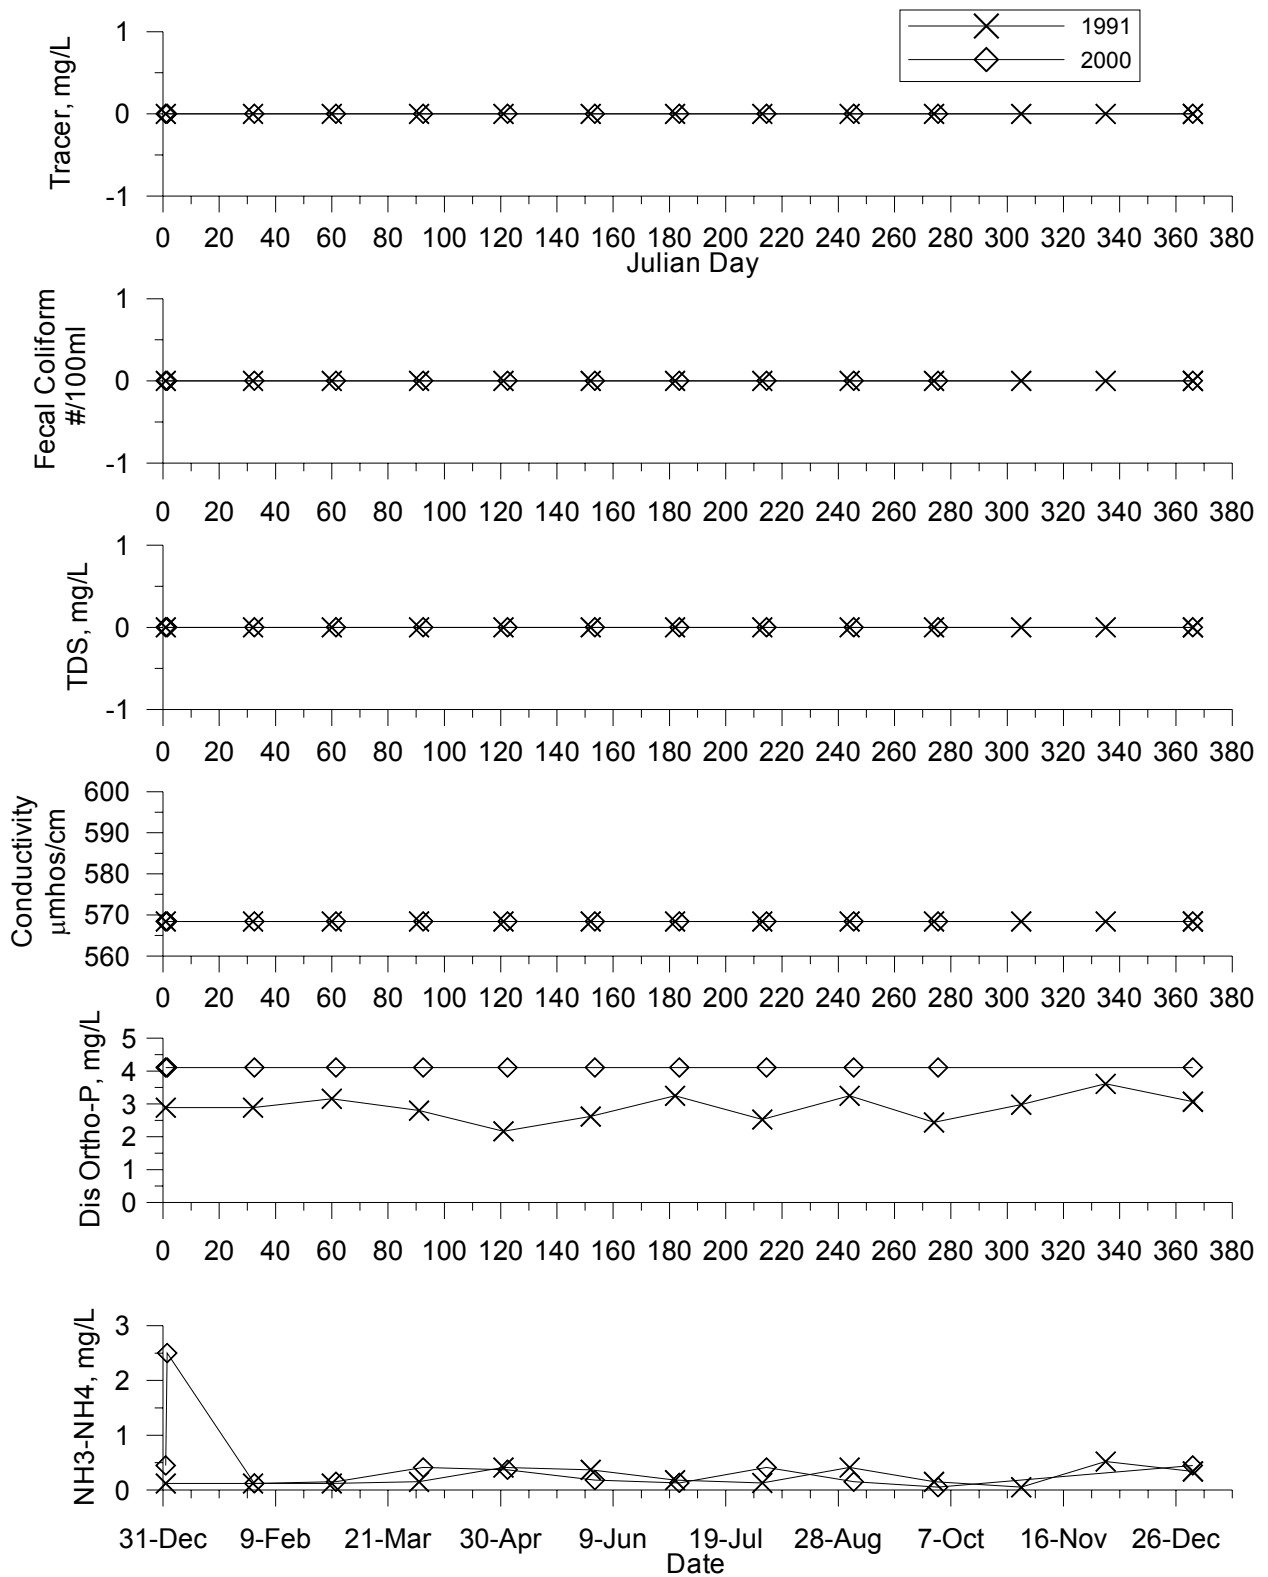 1991
2000
Tracer, mg/L
1
0
-1
0 20 40 60 80 100 120 140 160 180 200 220 240 260 280 300 320 340 360 380
Julian Day
Fecal Coliform
#/100ml
1
0
-1
0 20 40 60 80 100 120 140 160 180 200 220 240 260 280 300 320 340 360 380
TDS, mg/L
1
0
-1
0 20 40 60 80 100 120 140 160 180 200 220 240 260 280 300 320 340 360 380
Conductivity
µmhos/cm
600
590
580
570
560
0 20 40 60 80 100 120 140 160 180 200 220 240 260 280 300 320 340 360 380
Dis Ortho-P, mg/L
5
4
3
2
1
0
0 20 40 60 80 100 120 140 160 180 200 220 240 260 280 300 320 340 360 380
NH3-NH4, mg/L
3
2
1
0
31-Dec 9-Feb 21-Mar 30-Apr 9-Jun 19-Jul 28-Aug 7-Oct 16-Nov 26-Dec
Date